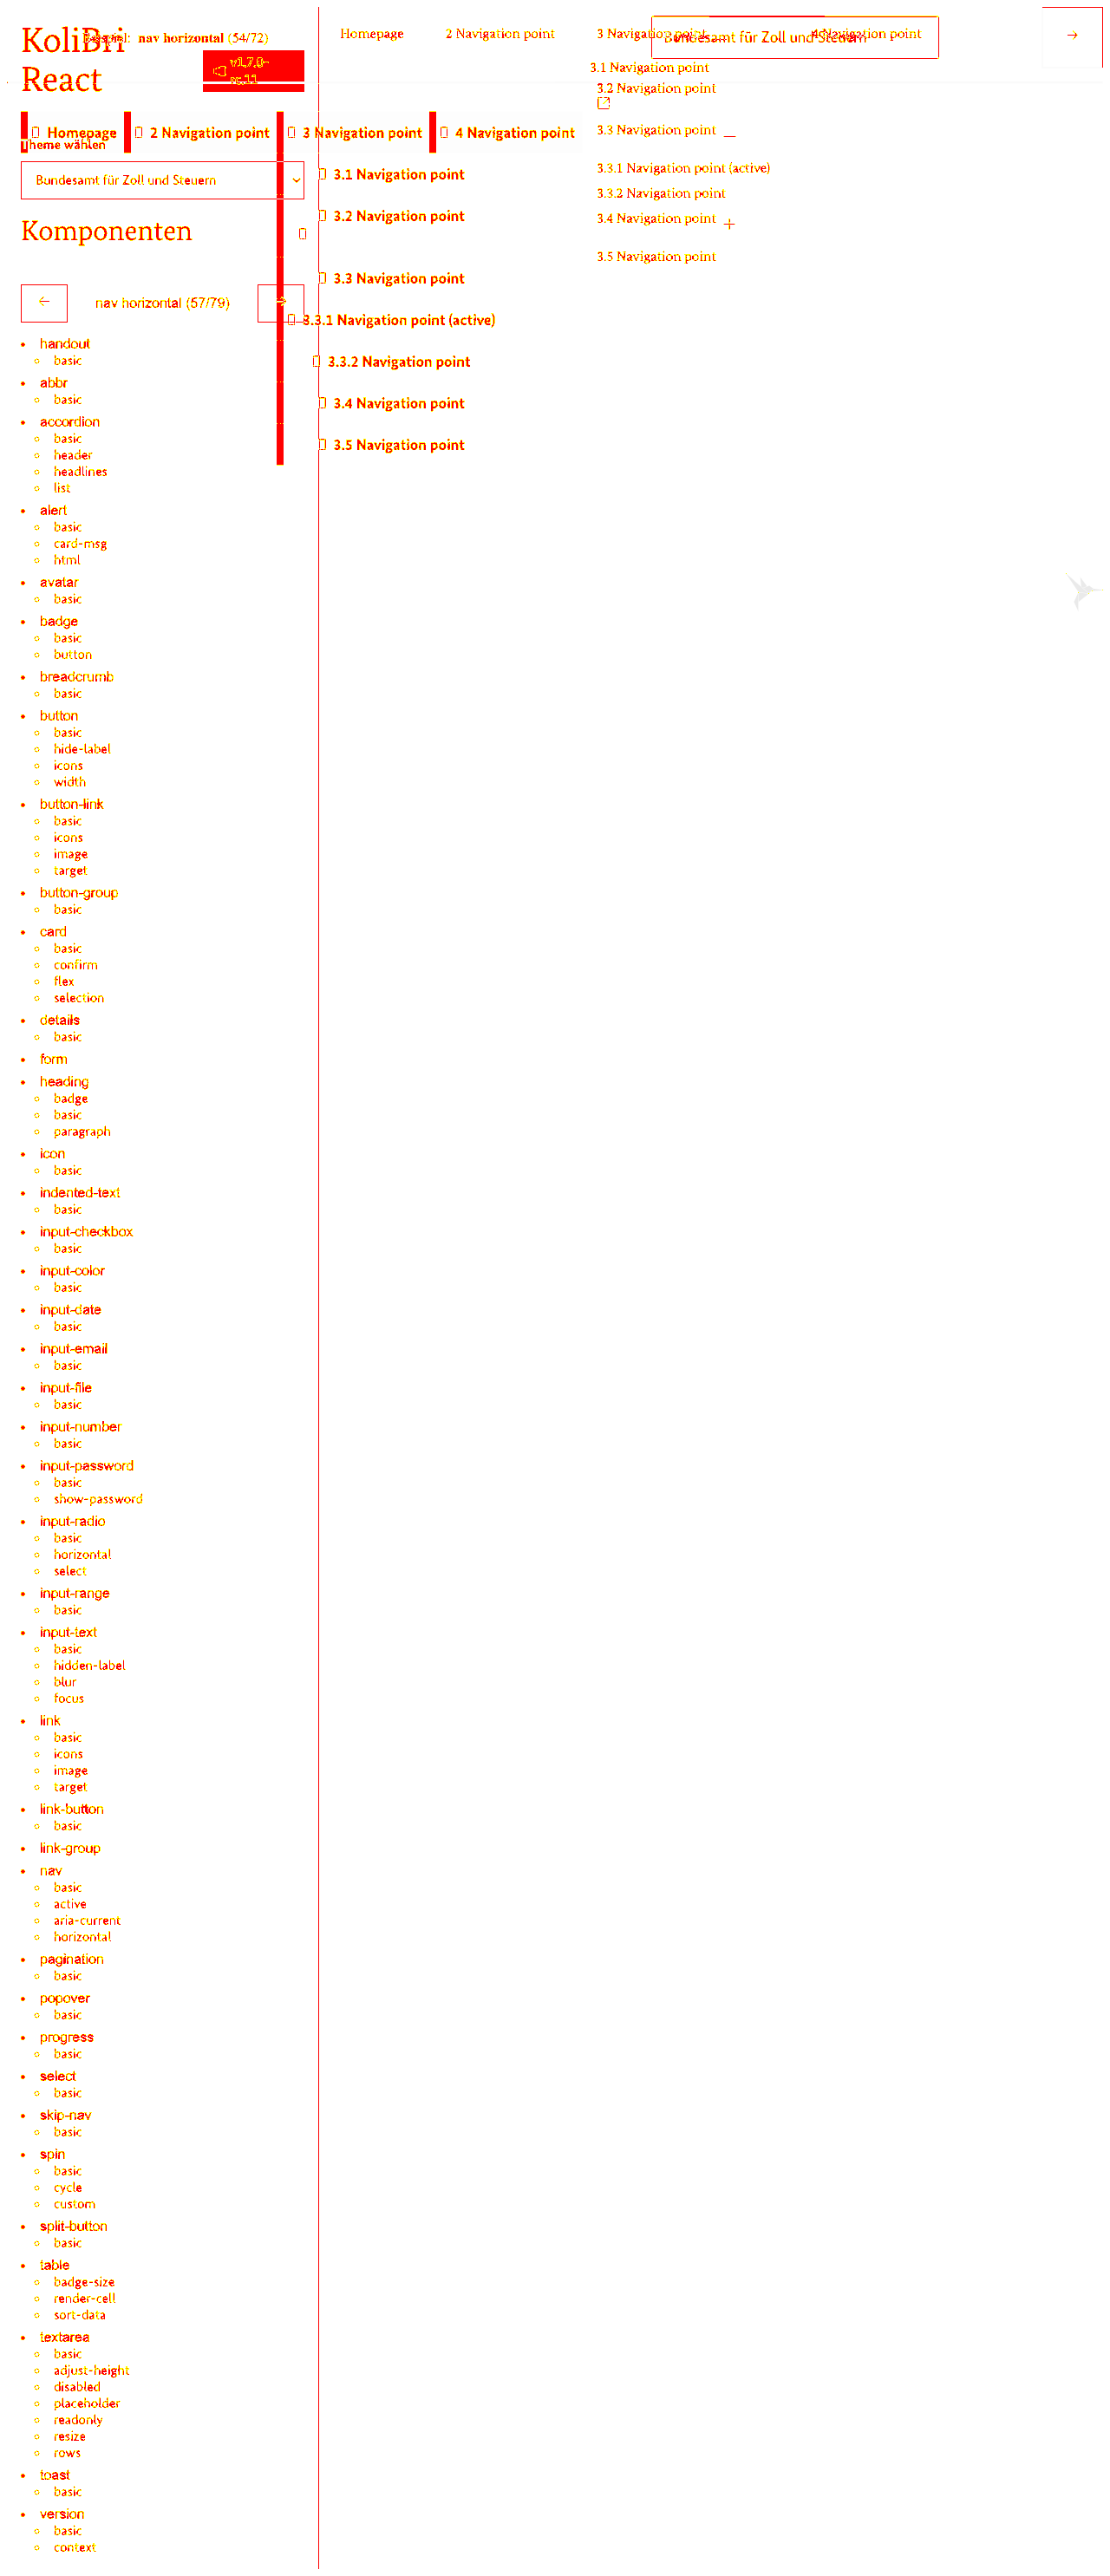 KoliBri
React
Beispiel: nav horizontal (54/72)
v1.7.0-
rc.11
Homepage
2 Navigation point
3 Navigation point
4 Navigation point
Bundesamt für Zoll und Steuern
3.1 Navigation point
3.2 Navigation point
3.3 Navigation point
3.3.1 Navigation point (active)
3.3.2 Navigation point
3.4 Navigation point
3.5 Navigation point
Homepage
2 Navigation point
3 Navigation point
4 Navigation point
3.1 Navigation point
3.2 Navigation point
3.3 Navigation point
3.3.1 Navigation point (active)
3.3.2 Navigation point
3.4 Navigation point
3.5 Navigation point
Theme wählen
Bundesamt für Zoll und Steuern
Komponenten
nav horizontal (57/79)
handout
basic
abbr
basic
accordion
basic
header
headlines
list
alert
basic
card-msg
html
avatar
basic
badge
basic
button
breadcrumb
basic
button
basic
hide-label
icons
width
button-link
basic
icons
image
target
button-group
basic
card
basic
confirm
flex
selection
details
basic
form
heading
badge
basic
paragraph
icon
basic
indented-text
basic
input-checkbox
basic
input-color
basic
input-date
basic
input-email
basic
input-file
basic
input-number
basic
input-password
basic
show-password
input-radio
basic
horizontal
select
input-range
basic
input-text
basic
hidden-label
blur
focus
link
basic
icons
image
target
link-button
basic
link-group
nav
basic
active
aria-current
horizontal
pagination
basic
popover
basic
progress
basic
select
basic
skip-nav
basic
spin
basic
cycle
custom
split-button
basic
table
badge-size
render-cell
sort-data
textarea
basic
adjust-height
disabled
placeholder
readonly
resize
rows
toast
basic
version
basic
context